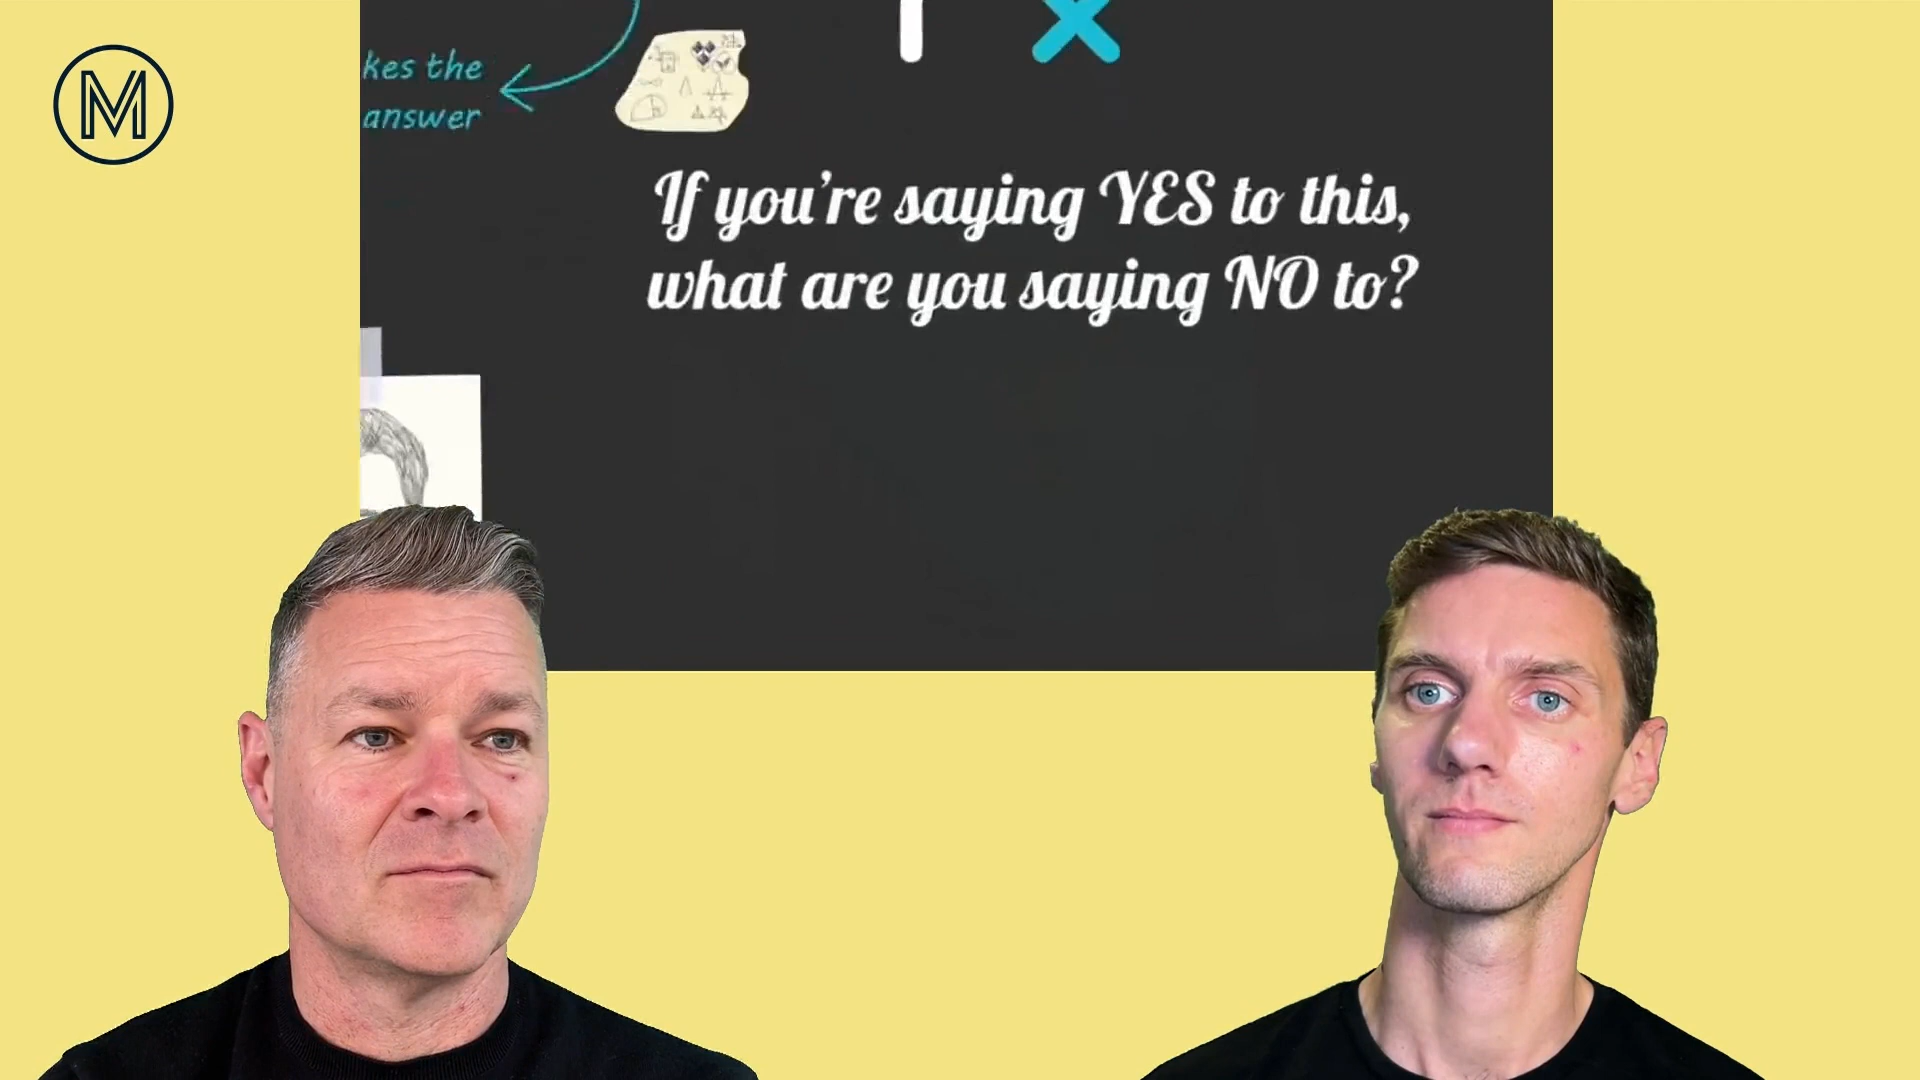 M
kes the
answer
If you're saying YES to this,
what are you saying NO to?